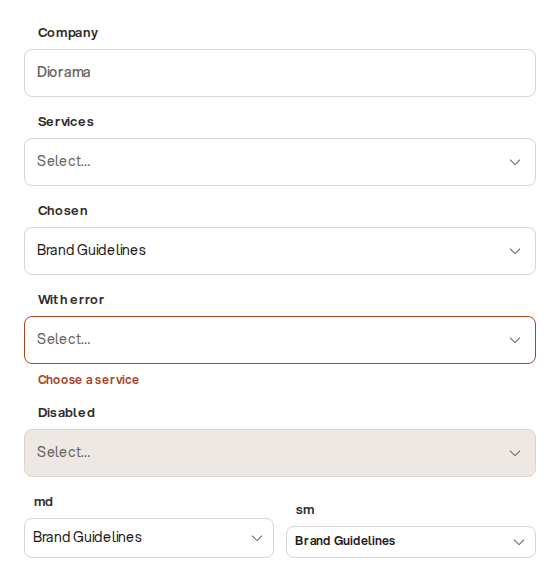 Company
Diorama
Services
Select...
Chosen
Brand Guidelines
With error
Select...
Choose a service
Disabled
Select...
md
sm
Brand Guidelines
Brand Guidelines